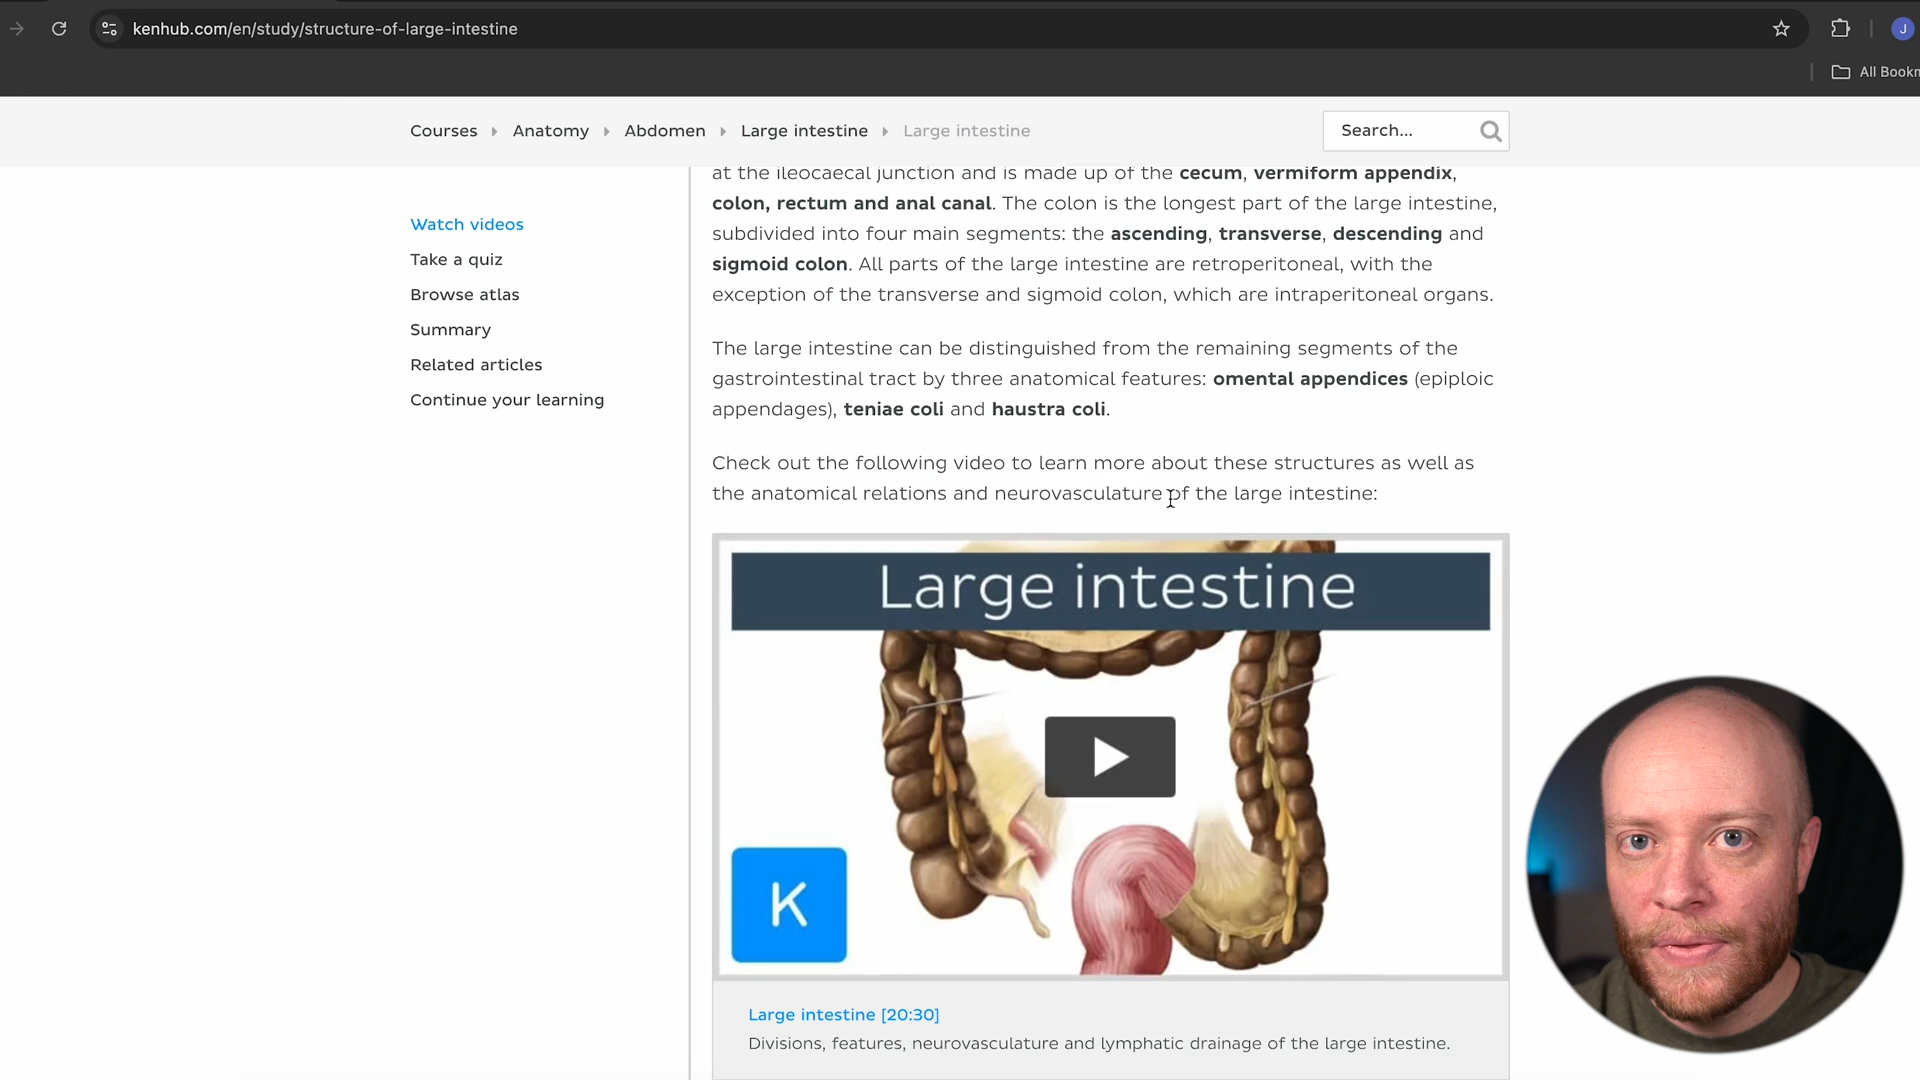 kenhub.com/en/study/structure-of-large-intestine
J
All Bookm
Courses Anatomy Abdomen Large intestine Large intestine
Search...
at the ileocaecal junction and is made up of the cecum, vermiform appendix,
colon, rectum and anal canal. The colon is the longest part of the large intestine,
subdivided into four main segments: the ascending, transverse, descending and
sigmoid colon. All parts of the large intestine are retroperitoneal, with the
exception of the transverse and sigmoid colon, which are intraperitoneal organs.
Watch videos
Take a quiz
Browse atlas
Summary
Related articles
Continue your learning
The large intestine can be distinguished from the remaining segments of the
gastrointestinal tract by three anatomical features: omental appendices (epiploic
appendages), teniae coli and haustra coli.
Check out the following video to learn more about these structures as well as
the anatomical relations and neurovasculature of the large intestine:
Large intestine
K
Large intestine [20:30]
Divisions, features, neurovasculature and lymphatic drainage of the large intestine.